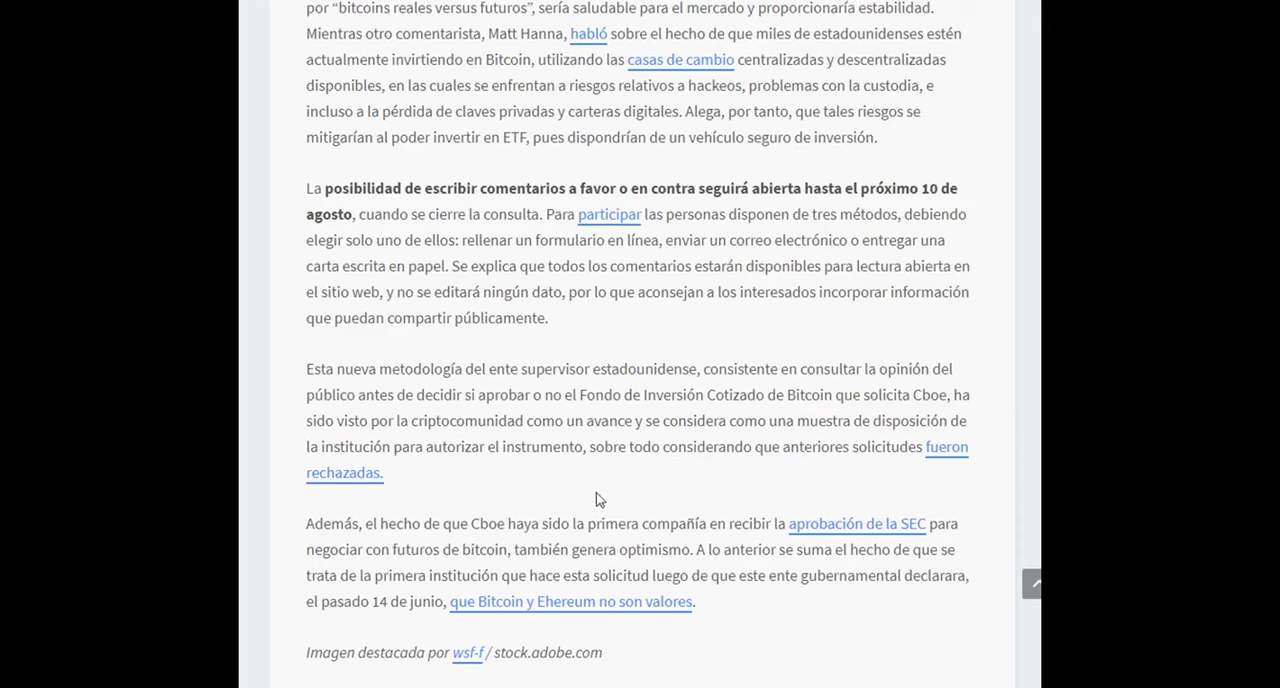 por “bitcoins reales versus futuros”, sería saludable para el mercado y proporcionaría estabilidad.
Mientras otro comentarista, Matt Hanna, habló sobre el hecho de que miles de estadounidenses estén
actualmente invirtiendo en Bitcoin, utilizando las casas de cambio centralizadas y descentralizadas
disponibles, en las cuales se enfrentan a riesgos relativos a hackeos, problemas con la custodia, e
incluso a la pérdida de claves privadas y carteras digitales. Alega, por tanto, que tales riesgos se
mitigarían al poder invertir en ETF, pues dispondrían de un vehículo seguro de inversión.
La posibilidad de escribir comentarios a favor o en contra seguirá abierta hasta el próximo 10 de
agosto, cuando se cierre la consulta. Para participar las personas disponen de tres métodos, debiendo
elegir solo uno de ellos: rellenar un formulario en línea, enviar un correo electrónico o entregar una
carta escrita en papel. Se explica que todos los comentarios estarán disponibles para lectura abierta en
el sitio web, y no se editará ningún dato, por lo que aconsejan a los interesados incorporar información
que puedan compartir públicamente.
Esta nueva metodología del ente supervisor estadounidense, consistente en consultar la opinión del
público antes de decidir si aprobar o no el Fondo de Inversión Cotizado de Bitcoin que solicita Cboe, ha
sido visto por la criptocomunidad como un avance y se considera como una muestra de disposición de
la institución para autorizar el instrumento, sobre todo considerando que anteriores solicitudes fueron
rechazadas.
Además, el hecho de que Cboe haya sido la primera compañía en recibir la aprobación de la SEC para
negociar con futuros de bitcoin, también genera optimismo. A lo anterior se suma el hecho de que se
trata de la primera institución que hace esta solicitud luego de que este ente gubernamental declarara,
el pasado 14 de junio, que Bitcoin y Ehereum no son valores.
Imagen destacada por wsf-f / stock.adobe.com